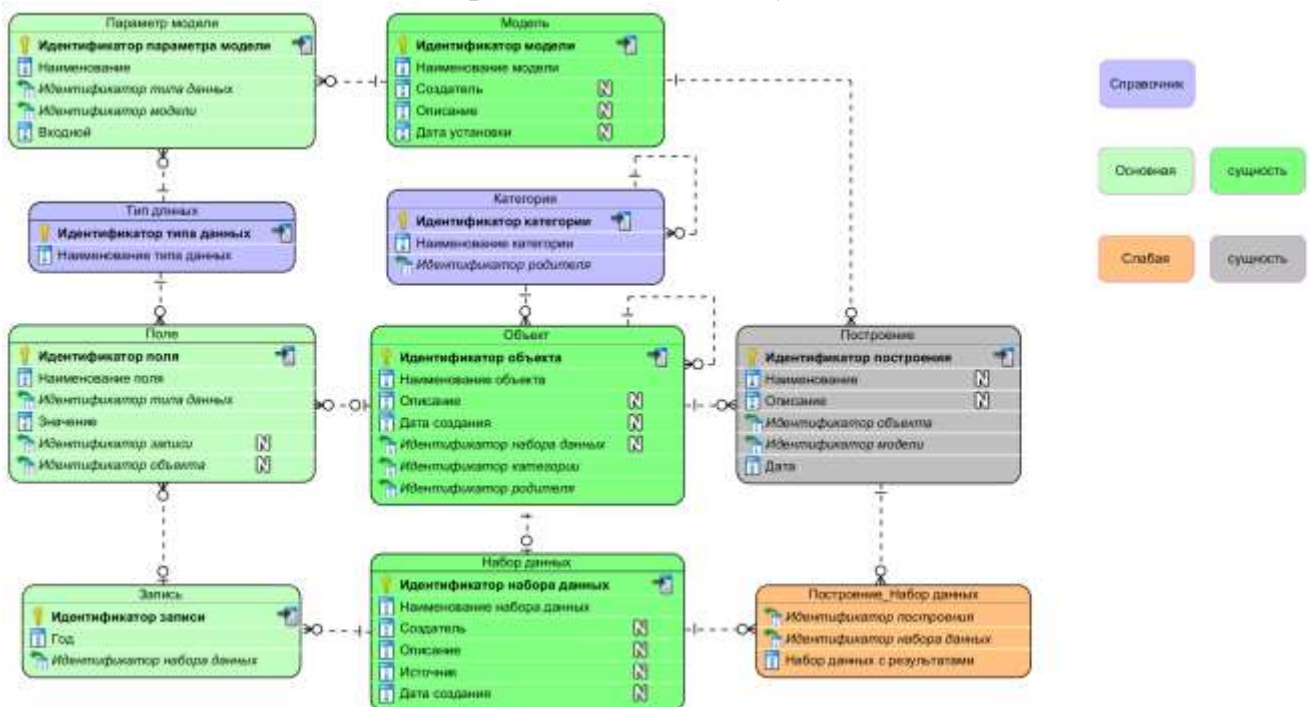 Параметр модели
Идентификатор параметра модели
Наименование
Идентификатор типа данных
Идентификатор модели
Входной
Модель
Идентификатор модели
Наименование модели
Создатель N
Описание N
Дата установки N
Справочник
Основная
сущность
Слабая
сущность
Тип данных
Идентификатор типа данных
Наименование типа данных
Категория
Идентификатор категории
Наименование категории
Идентификатор родителя
Поле
Идентификатор поля
Наименование поля
Идентификатор типа данных
Значение
Идентификатор записи N
Идентификатор объекта N
Объект
Идентификатор объекта
Наименование объекта
Описание N
Дата создания N
Идентификатор набора данных N
Идентификатор категории
Идентификатор родителя
Построение
Идентификатор построения
Наименование N
Описание N
Идентификатор объекта
Идентификатор модели
Дата
Запись
Идентификатор записи
Год
Идентификатор набора данных
Набор данных
Идентификатор набора данных
Наименование набора данных
Создатель N
Описание N
Источник N
Дата создания N
Построение_Набор данных
Идентификатор построения
Идентификатор набора данных
Набор данных с результатами